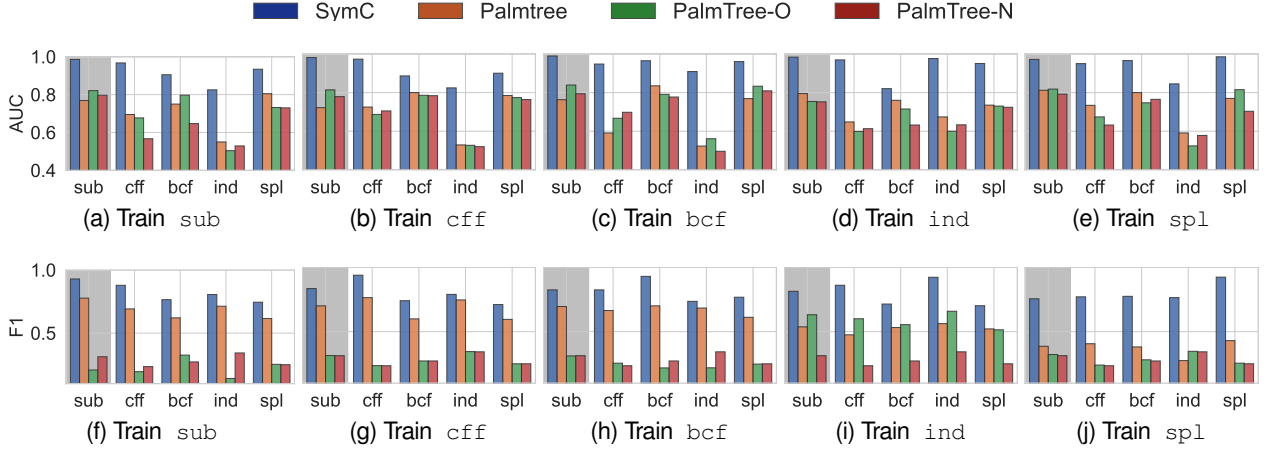 SymC Palmtree PalmTree-O PalmTree-N
AUC
1.0
0.8
0.6
0.4
sub cff bcf ind spl sub cff bcf ind spl sub cff bcf ind spl sub cff bcf ind spl sub cff bcf ind spl
(a) Train sub (b) Train cff (c) Train bcf (d) Train ind (e) Train spl
F1
1.0
0.5
sub cff bcf ind spl sub cff bcf ind spl sub cff bcf ind spl sub cff bcf ind spl sub cff bcf ind spl
(f) Train sub (g) Train cff (h) Train bcf (i) Train ind (j) Train spl